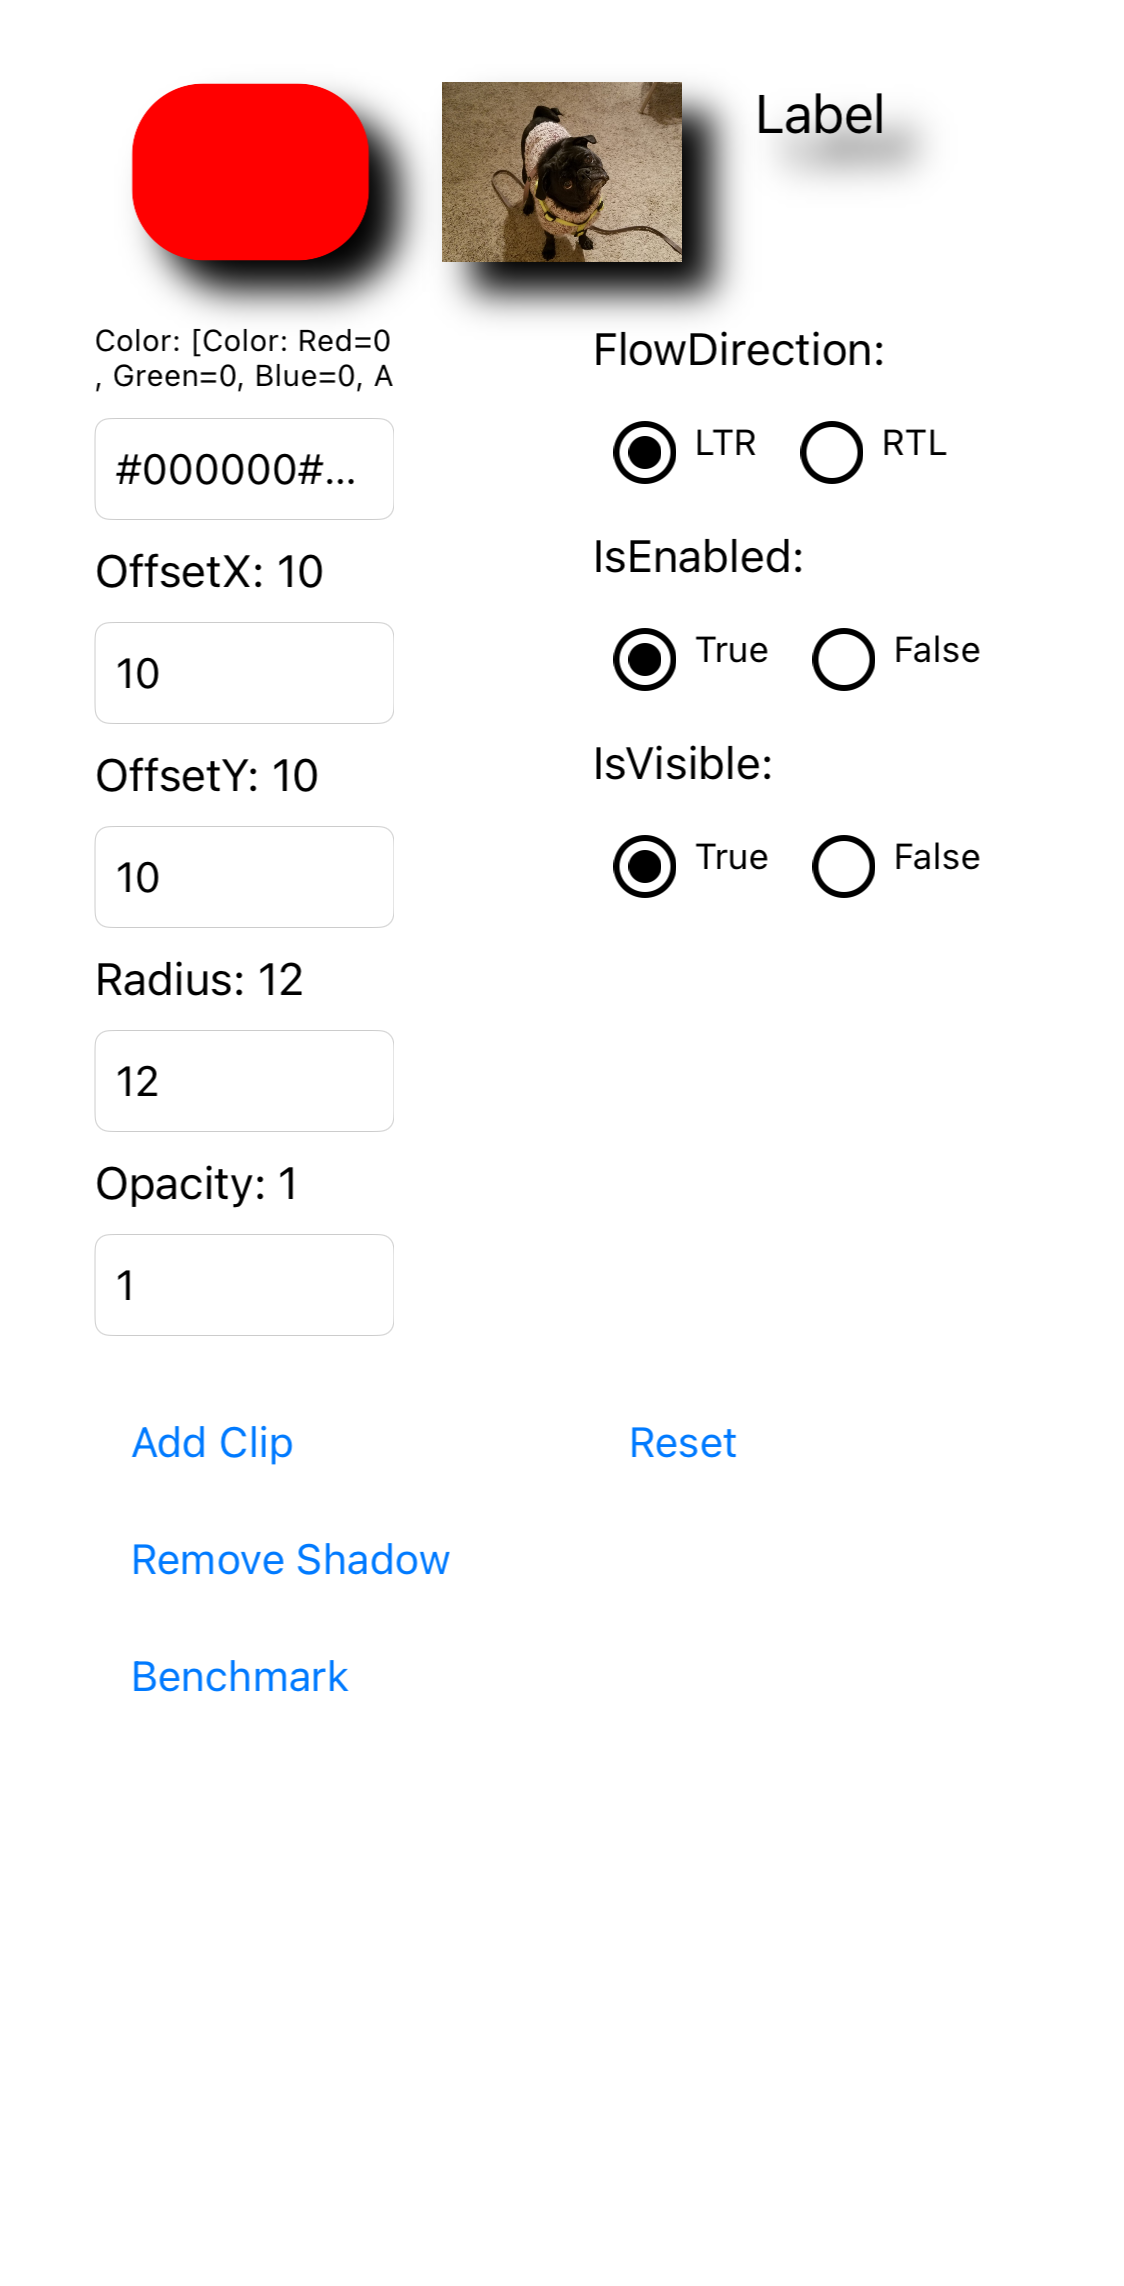 Label
Color: [Color: Red=0
, Green=0, Blue=0, A
#000000#...
OffsetX: 10
10
OffsetY: 10
10
Radius: 12
12
Opacity: 1
1
FlowDirection:
LTR RTL
IsEnabled:
True False
IsVisible:
True False
Add Clip Reset
Remove Shadow
Benchmark